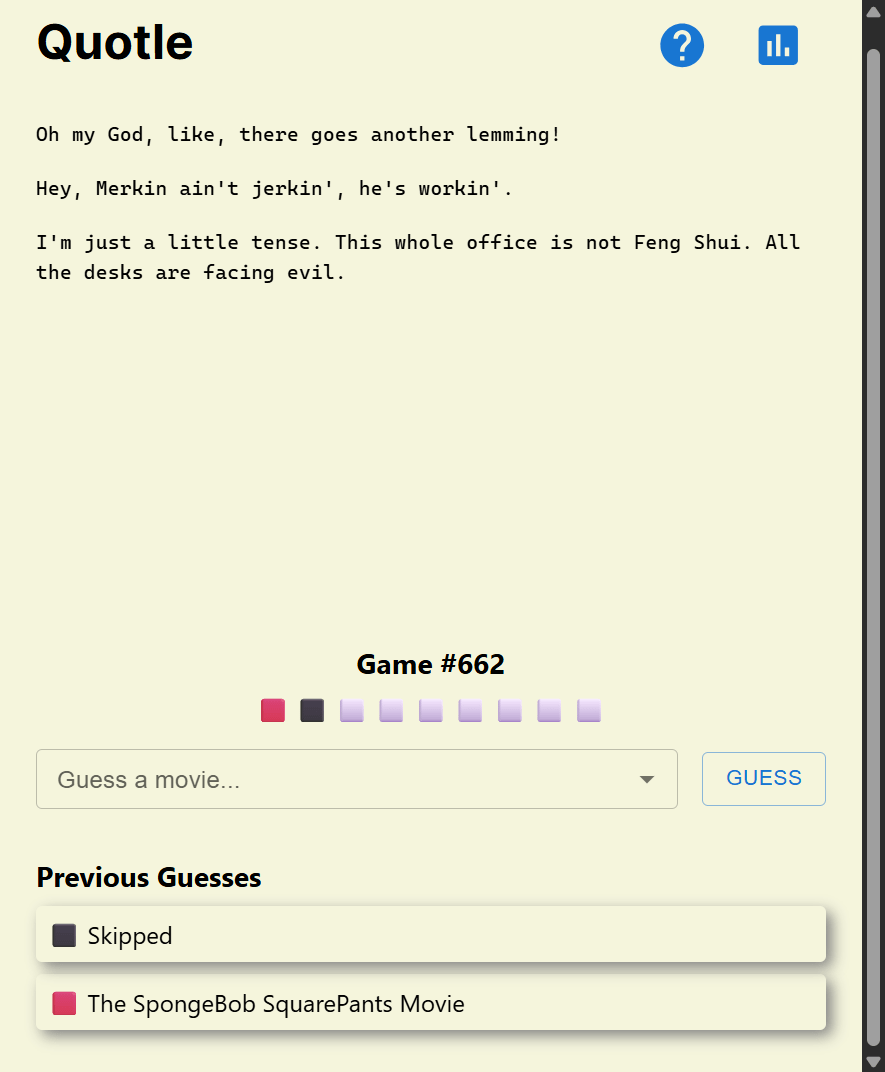 Quotle
Oh my God, like, there goes another lemming!
Hey, Merkin ain't jerkin', he's workin'.
I'm just a little tense. This whole office is not Feng Shui. All
the desks are facing evil.
Game #662
Guess a movie...
GUESS
Previous Guesses
Skipped
The SpongeBob SquarePants Movie